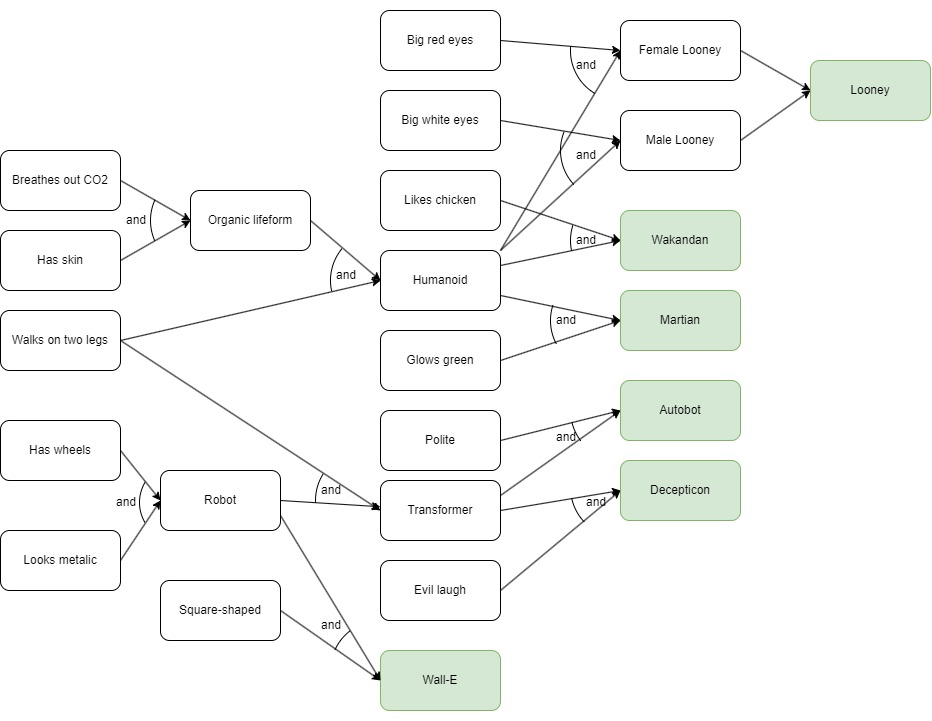 Big red eyes
Female Looney
and
Looney
Big white eyes
Male Looney
and
Breathes out CO2
Likes chicken
Organic lifeform
and
Wakandan
and
Has skin
Humanoid
and
Walks on two legs
Martian
and
Glows green
Autobot
Polite
and
Has wheels
Robot
and
and
Transformer
Decepticon
and
Looks metalic
Evil laugh
Square-shaped
and
Wall-E